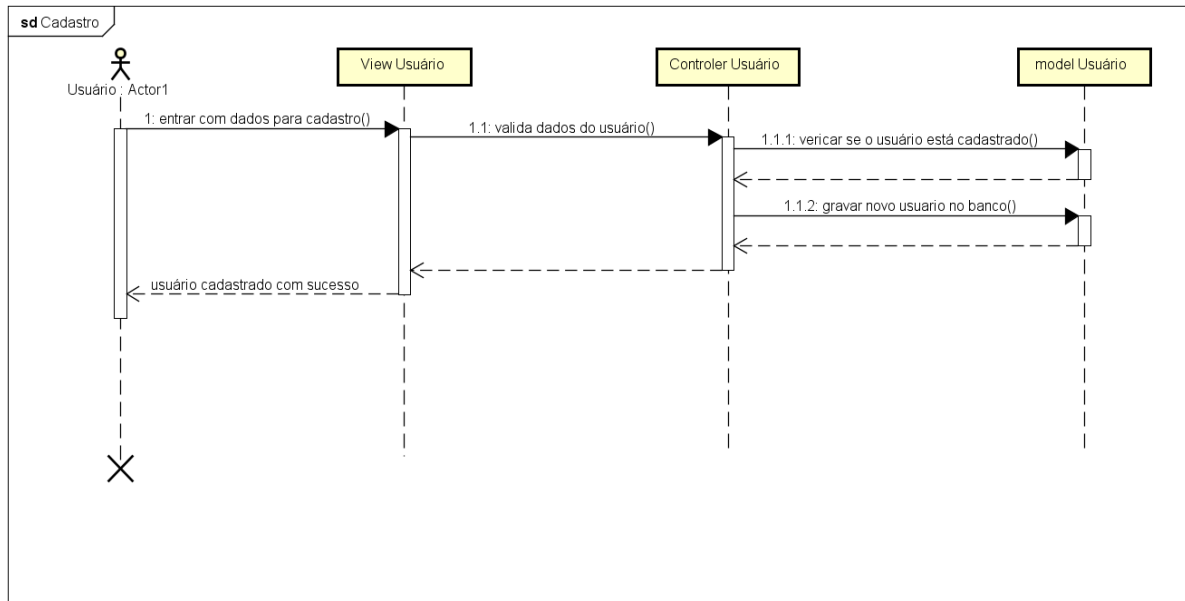 sd Cadastro
Usuário : Actor1
View Usuário
Controler Usuário
model Usuário
1: entrar com dados para cadastro()
1.1: valida dados do usuário()
1.1.1: vericar se o usuário está cadastrado()
1.1.2: gravar novo usuario no banco()
usuário cadastrado com sucesso